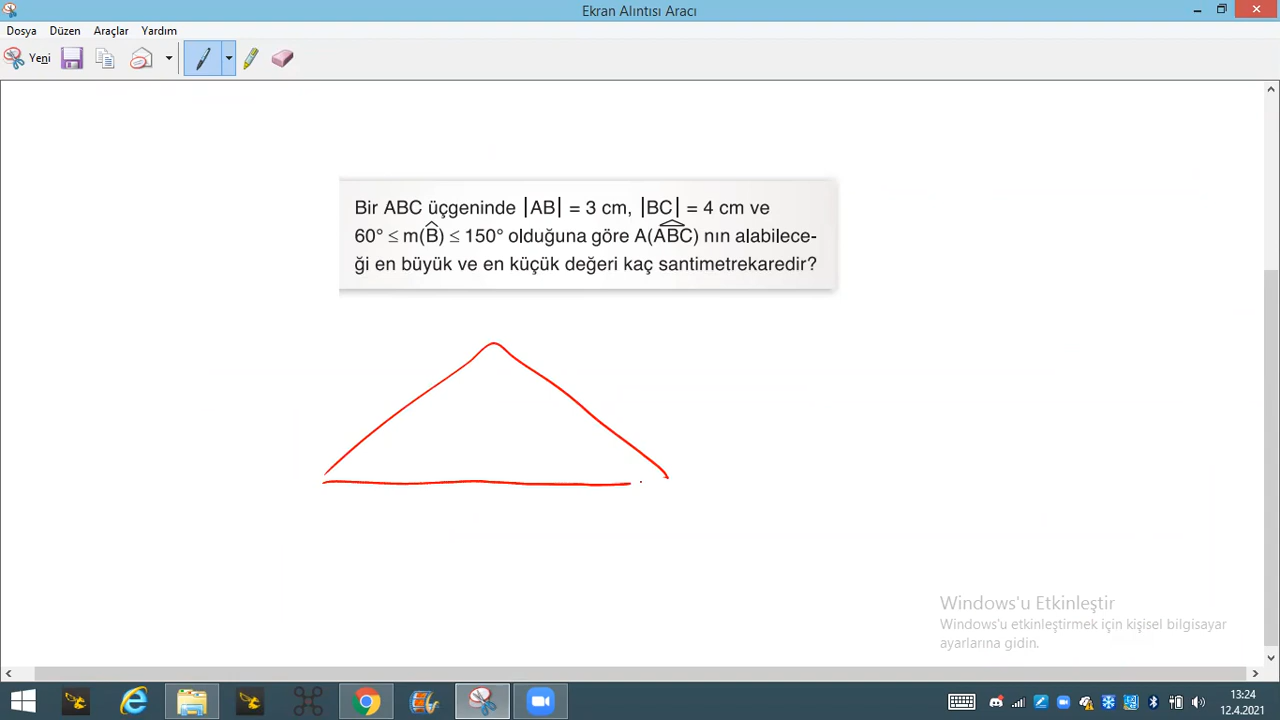 Ekran Alıntısı Aracı
Dosya Düzen Araçlar Yardım
Yeni
Bir ABC üçgeninde |AB| = 3 cm, |BC| = 4 cm ve
60° ≤ m(B̂) ≤ 150° olduğuna göre A(ABC) nın alabilece-
ği en büyük ve en küçük değeri kaç santimetrekaredir?
Windows'u Etkinleştir
Windows'u etkinleştirmek için kişisel bilgisayar
ayarlarına gidin.
13:24
12.4.2021